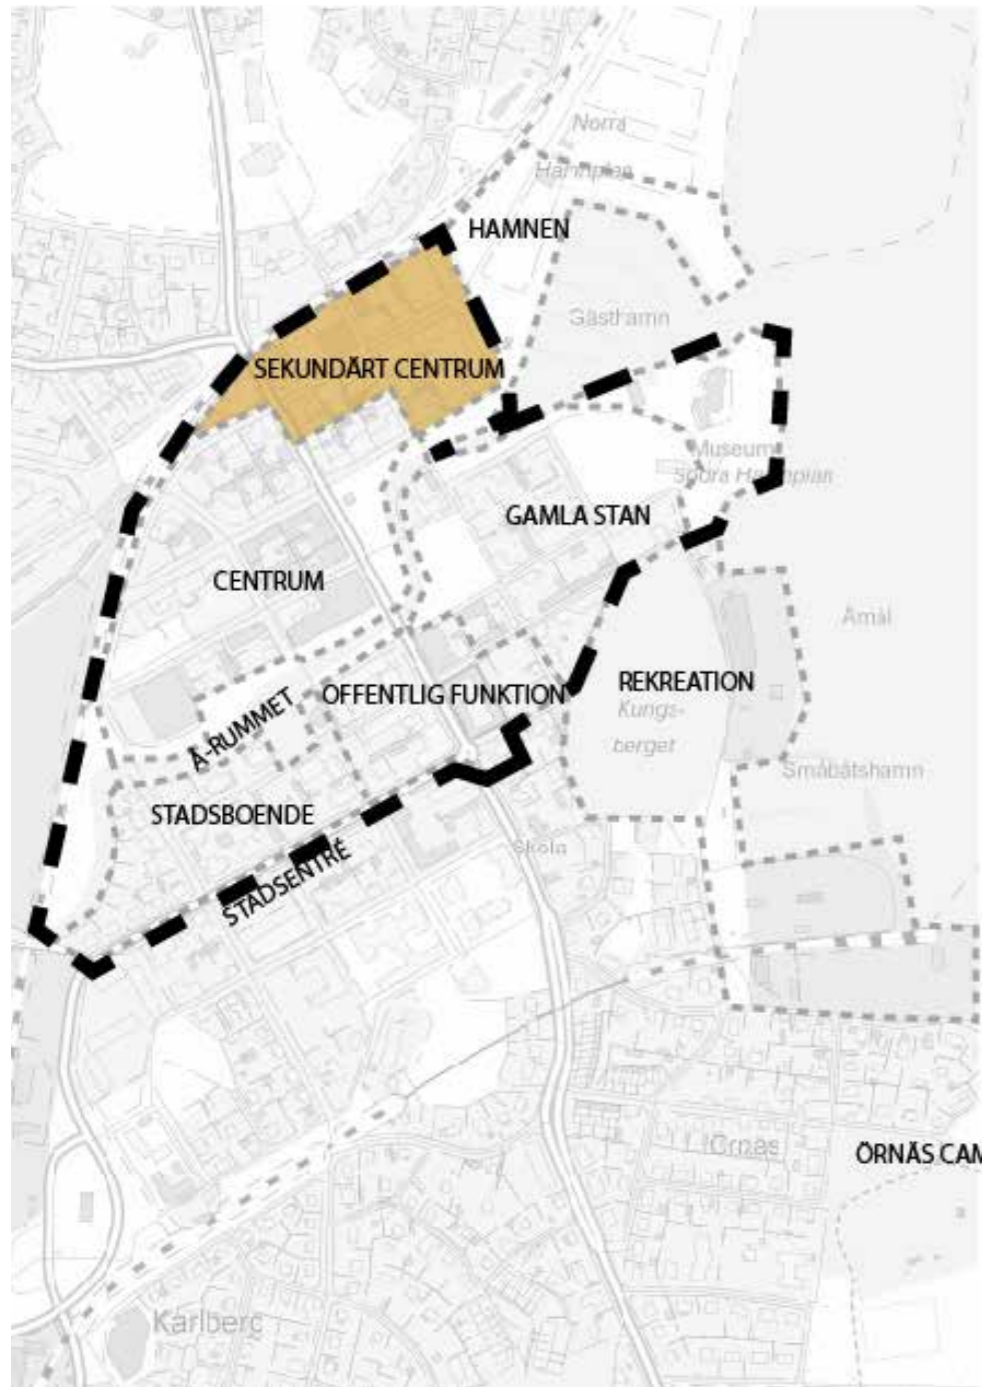 Norra
Hamnplan
HAMNEN
Gästhamn
SEKUNDÄRT CENTRUM
Museum
Södra Hamnplan
GAMLA STAN
CENTRUM
Åmål
REKREATION
OFFENTLIG FUNKTION
Kungs-
berget
Å-RUMMET
Småbåtshamn
STADSBOENDE
Skola
STADSENTRÉ
ÖRNÄS CAM
Karlberg